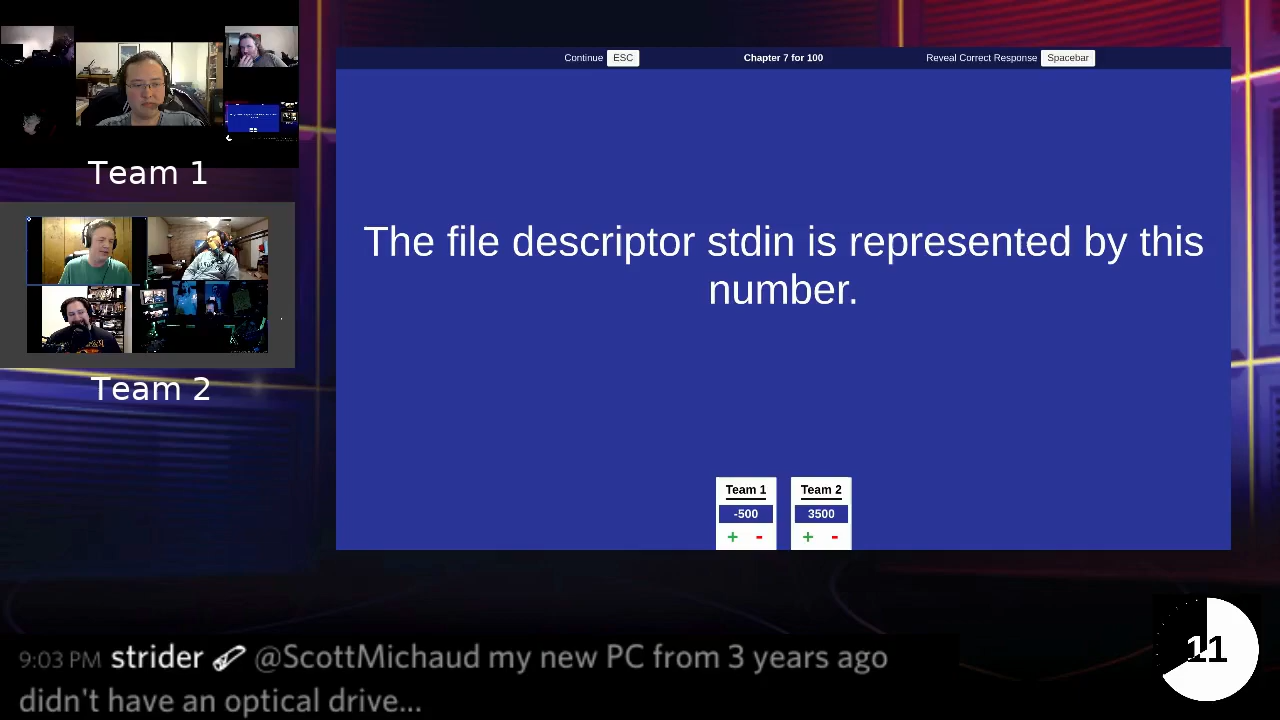 Continue ESC
Chapter 7 for 100
Reveal Correct Response Spacebar
Team 1
The file descriptor stdin is represented by this
number.
Team 2
Team 1
-500
+ -
Team 2
3500
+ -
9:03 PM strider @ScottMichaud my new PC from 3 years ago
didn't have an optical drive...
11